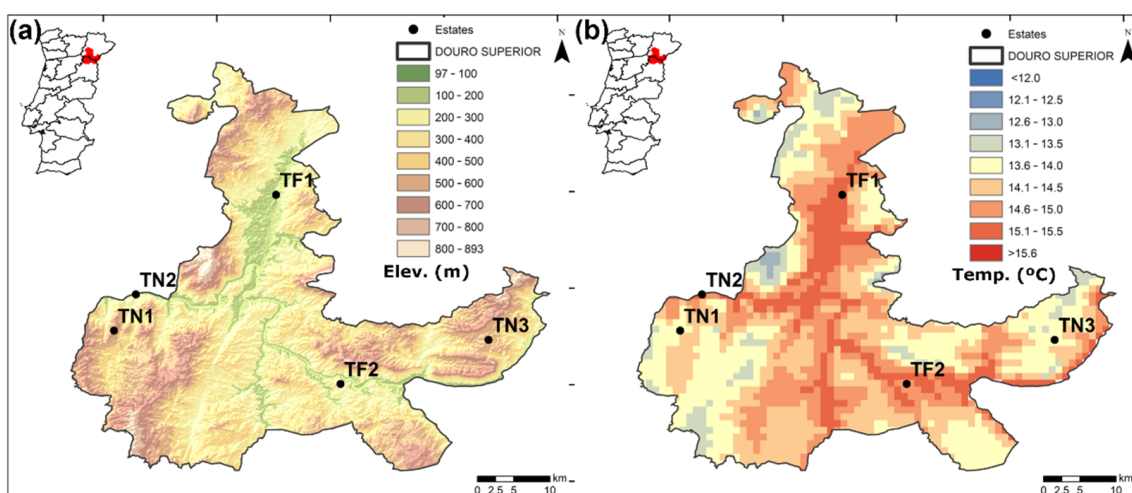 (a)
N
Estates
DOURO SUPERIOR
97 - 100
100 - 200
200 - 300
300 - 400
400 - 500
500 - 600
600 - 700
700 - 800
800 - 893
Elev. (m)
TF1
TN2
TN1
TN3
TF2
km
0 2.5 5 10
(b)
N
Estates
DOURO SUPERIOR
<12.0
12.1 - 12.5
12.6 - 13.0
13.1 - 13.5
13.6 - 14.0
14.1 - 14.5
14.6 - 15.0
15.1 - 15.5
>15.6
Temp. (ºC)
TF1
TN2
TN1
TN3
TF2
km
0 2.5 5 10